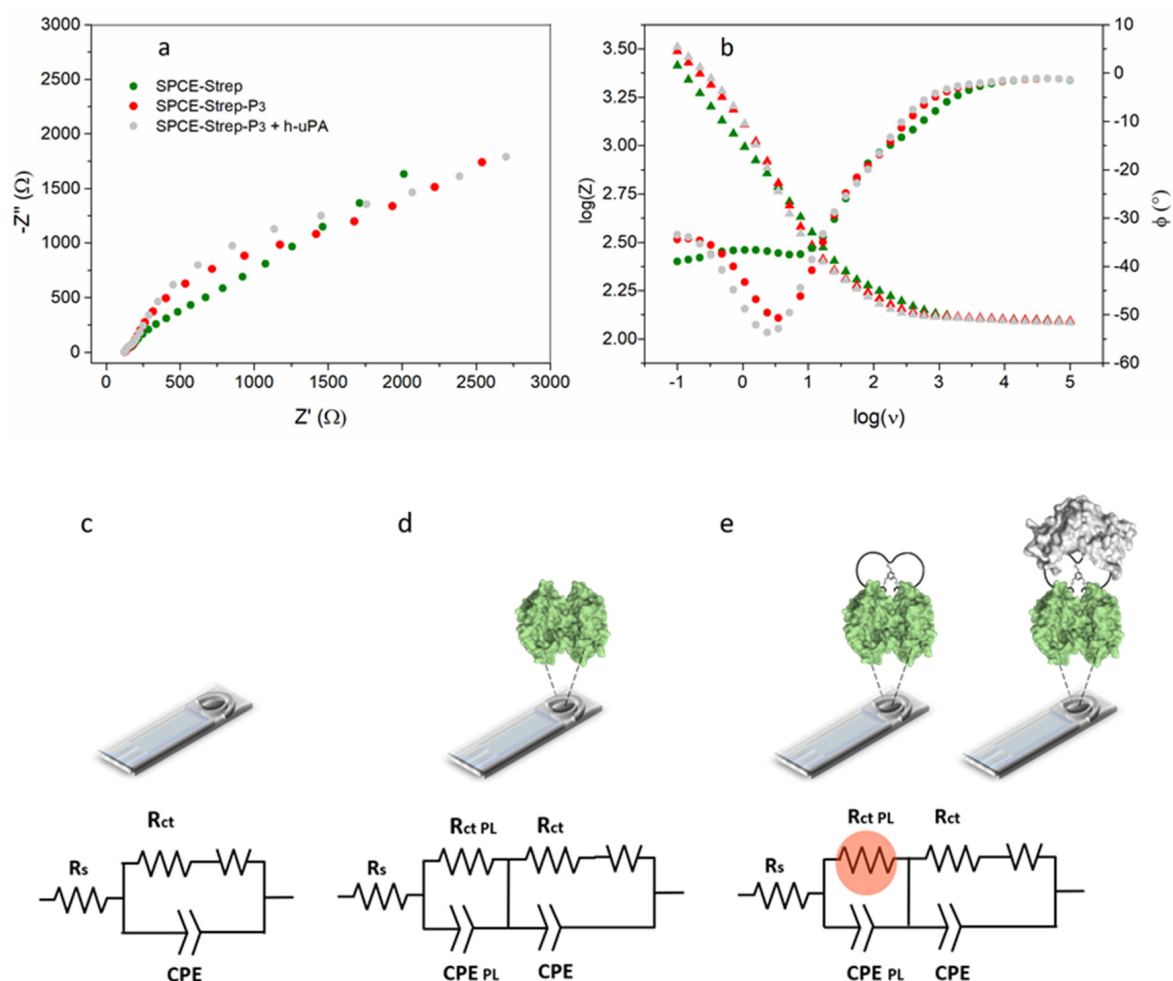 a
3000
2500
2000
1500
1000
500
0
-Z'' (Ω)
SPCE-Strep
SPCE-Strep-P3
SPCE-Strep-P3 + h-uPA
0 500 1000 1500 2000 2500 3000
Z' (Ω)
b
3.50
3.25
3.00
2.75
2.50
2.25
2.00
log(Z)
10
0
-10
-20
-30
-40
-50
-60
ϕ (°)
-1 0 1 2 3 4 5
log(ν)
c
d
e
Rct
Rs
CPE
Rct PL Rct
Rs
CPE PL CPE
Rct PL Rct
Rs
CPE PL CPE